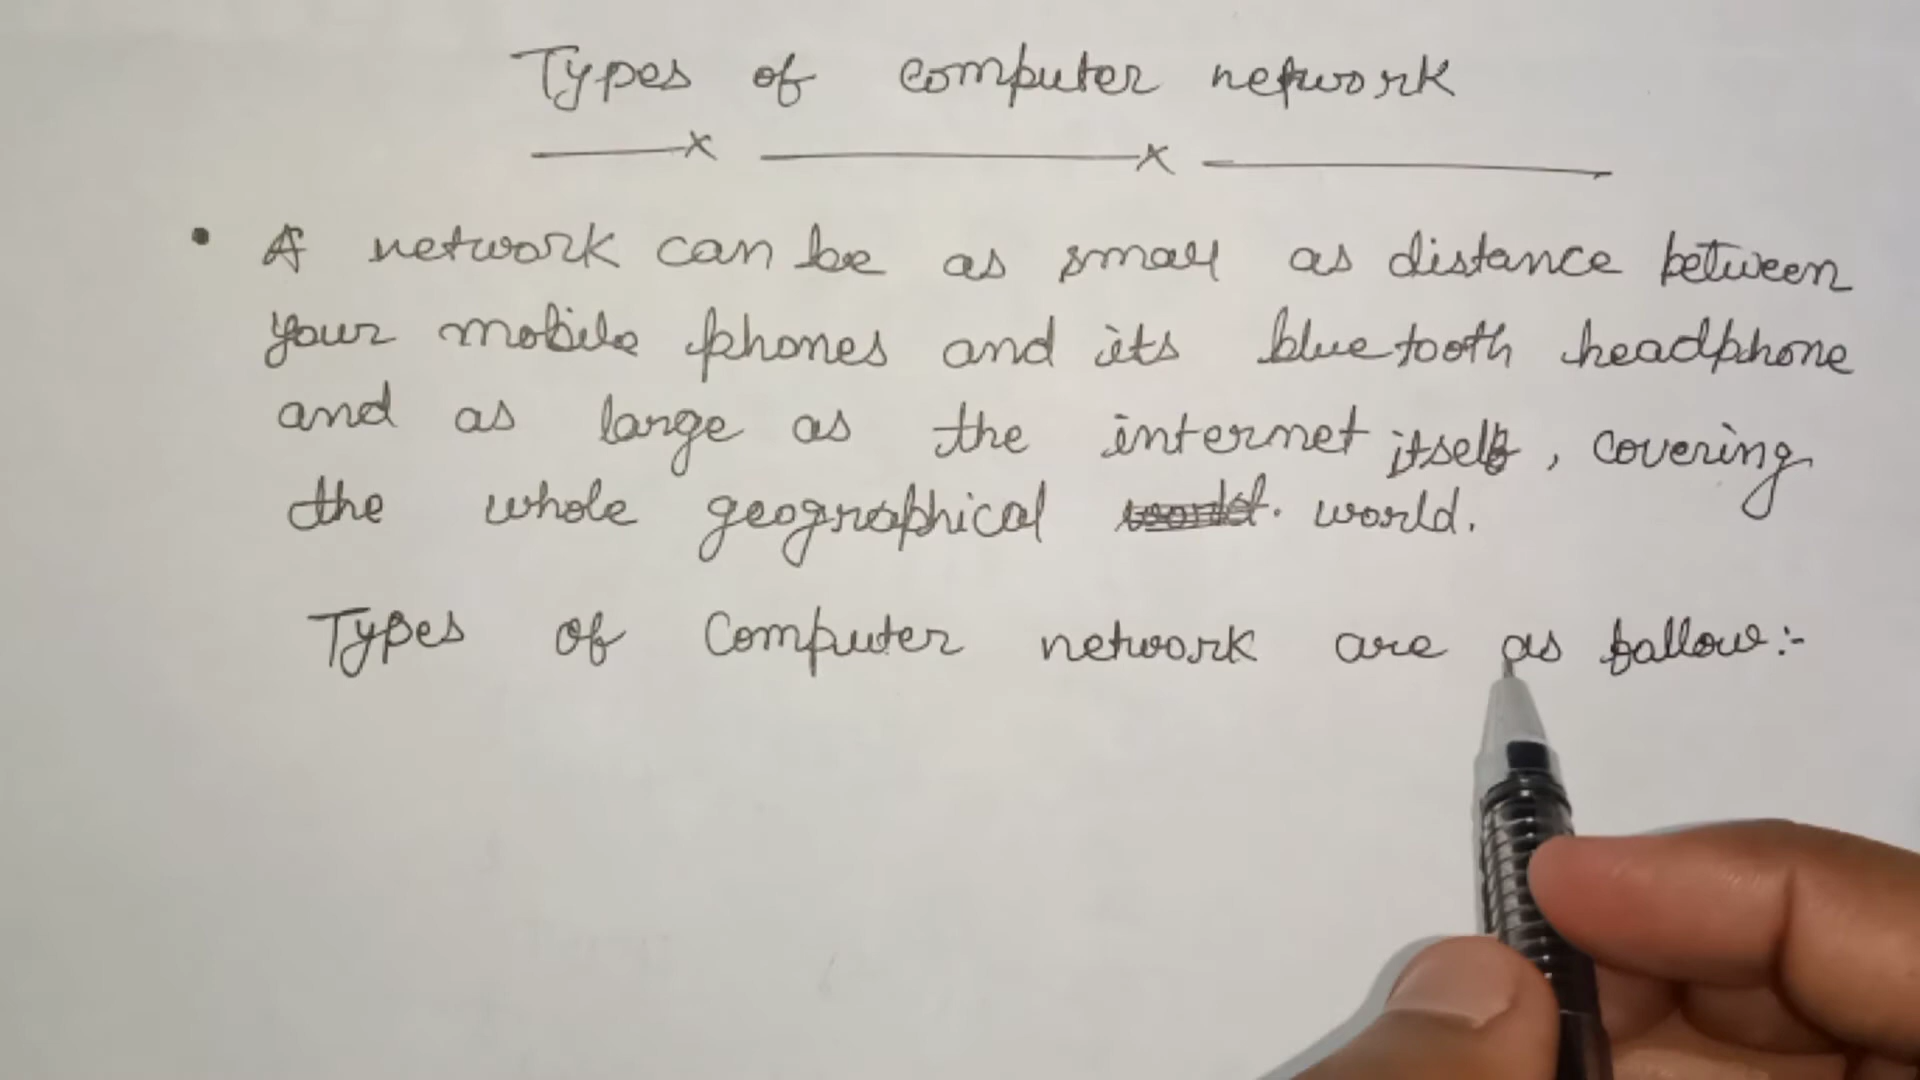 Types of computer network
• A network can be as small as distance between
your mobile phones and its bluetooth headphone
and as large as the internet itself, covering
the whole geographical world.
Types of Computer network are as fallow:-